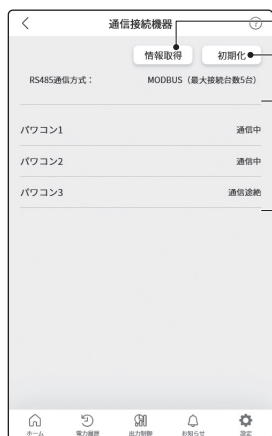 通信接続機器
情報取得 初期化
RS485通信方式： MODBUS（最大接続台数5台）
パワコン1 通信中
パワコン2 通信中
パワコン3 通信途絶
ホーム 電力履歴 出力制御 お知らせ 設定